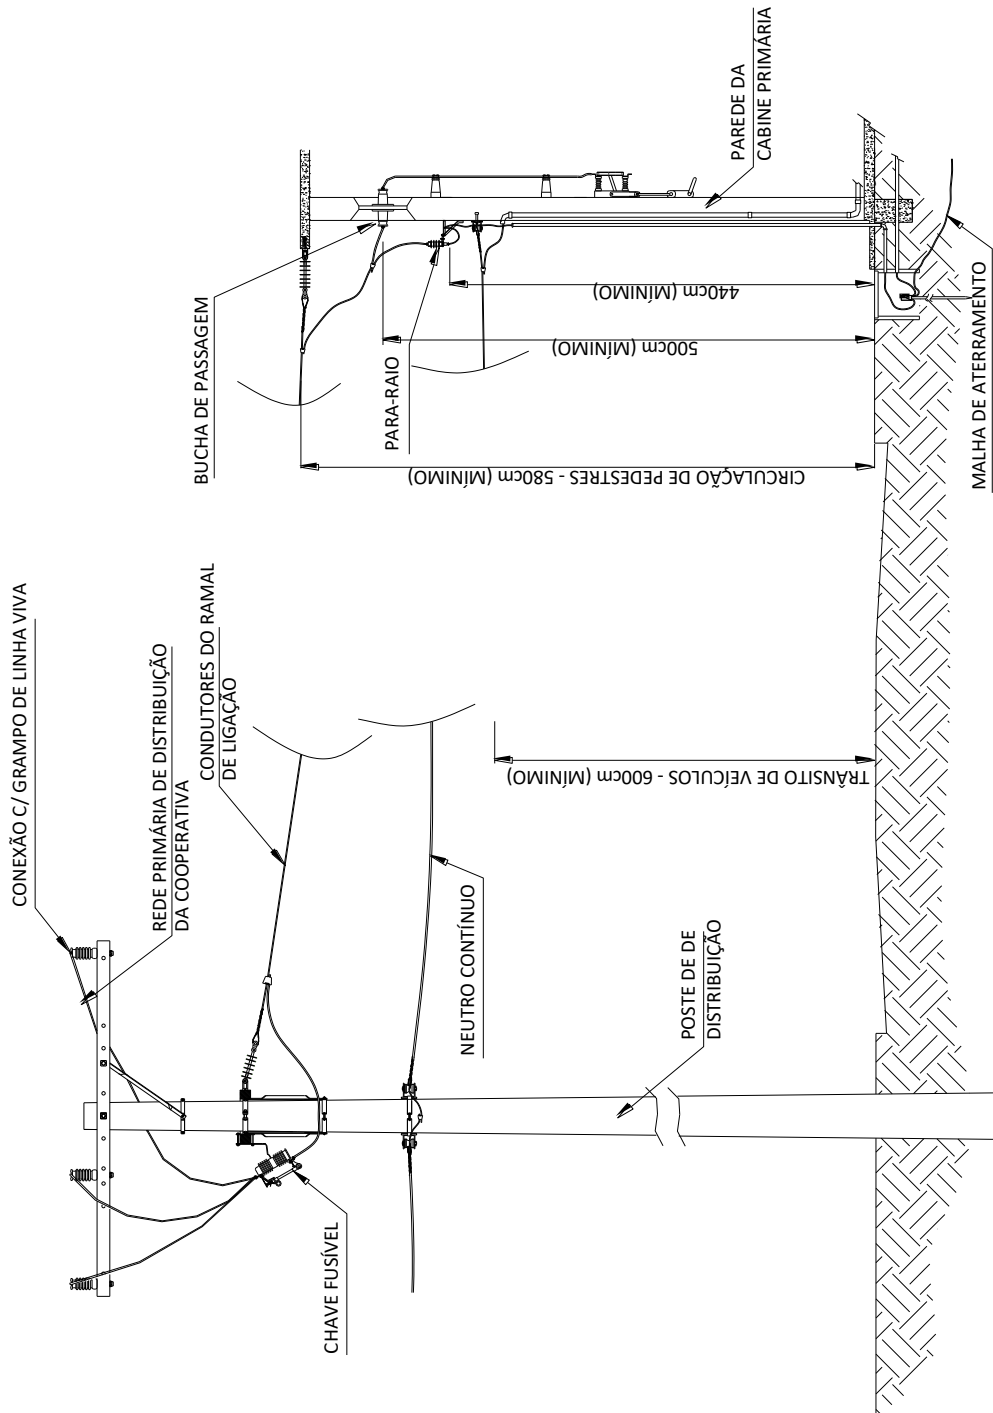 CONEXÃO C/ GRAMPO DE LINHA VIVA
REDE PRIMÁRIA DE DISTRIBUIÇÃO
DA COOPERATIVA
CONDUTORES DO RAMAL
DE LIGAÇÃO
BUCHA DE PASSAGEM
PARA-RAIO
PAREDE DA
CABINE PRIMÁRIA
440cm (MÍNIMO)
500cm (MÍNIMO)
CIRCULAÇÃO DE PEDESTRES - 580cm (MÍNIMO)
TRÂNSITO DE VEÍCULOS - 600cm (MÍNIMO)
NEUTRO CONTÍNUO
CHAVE FUSÍVEL
POSTE DE DE
DISTRIBUIÇÃO
MALHA DE ATERRAMENTO